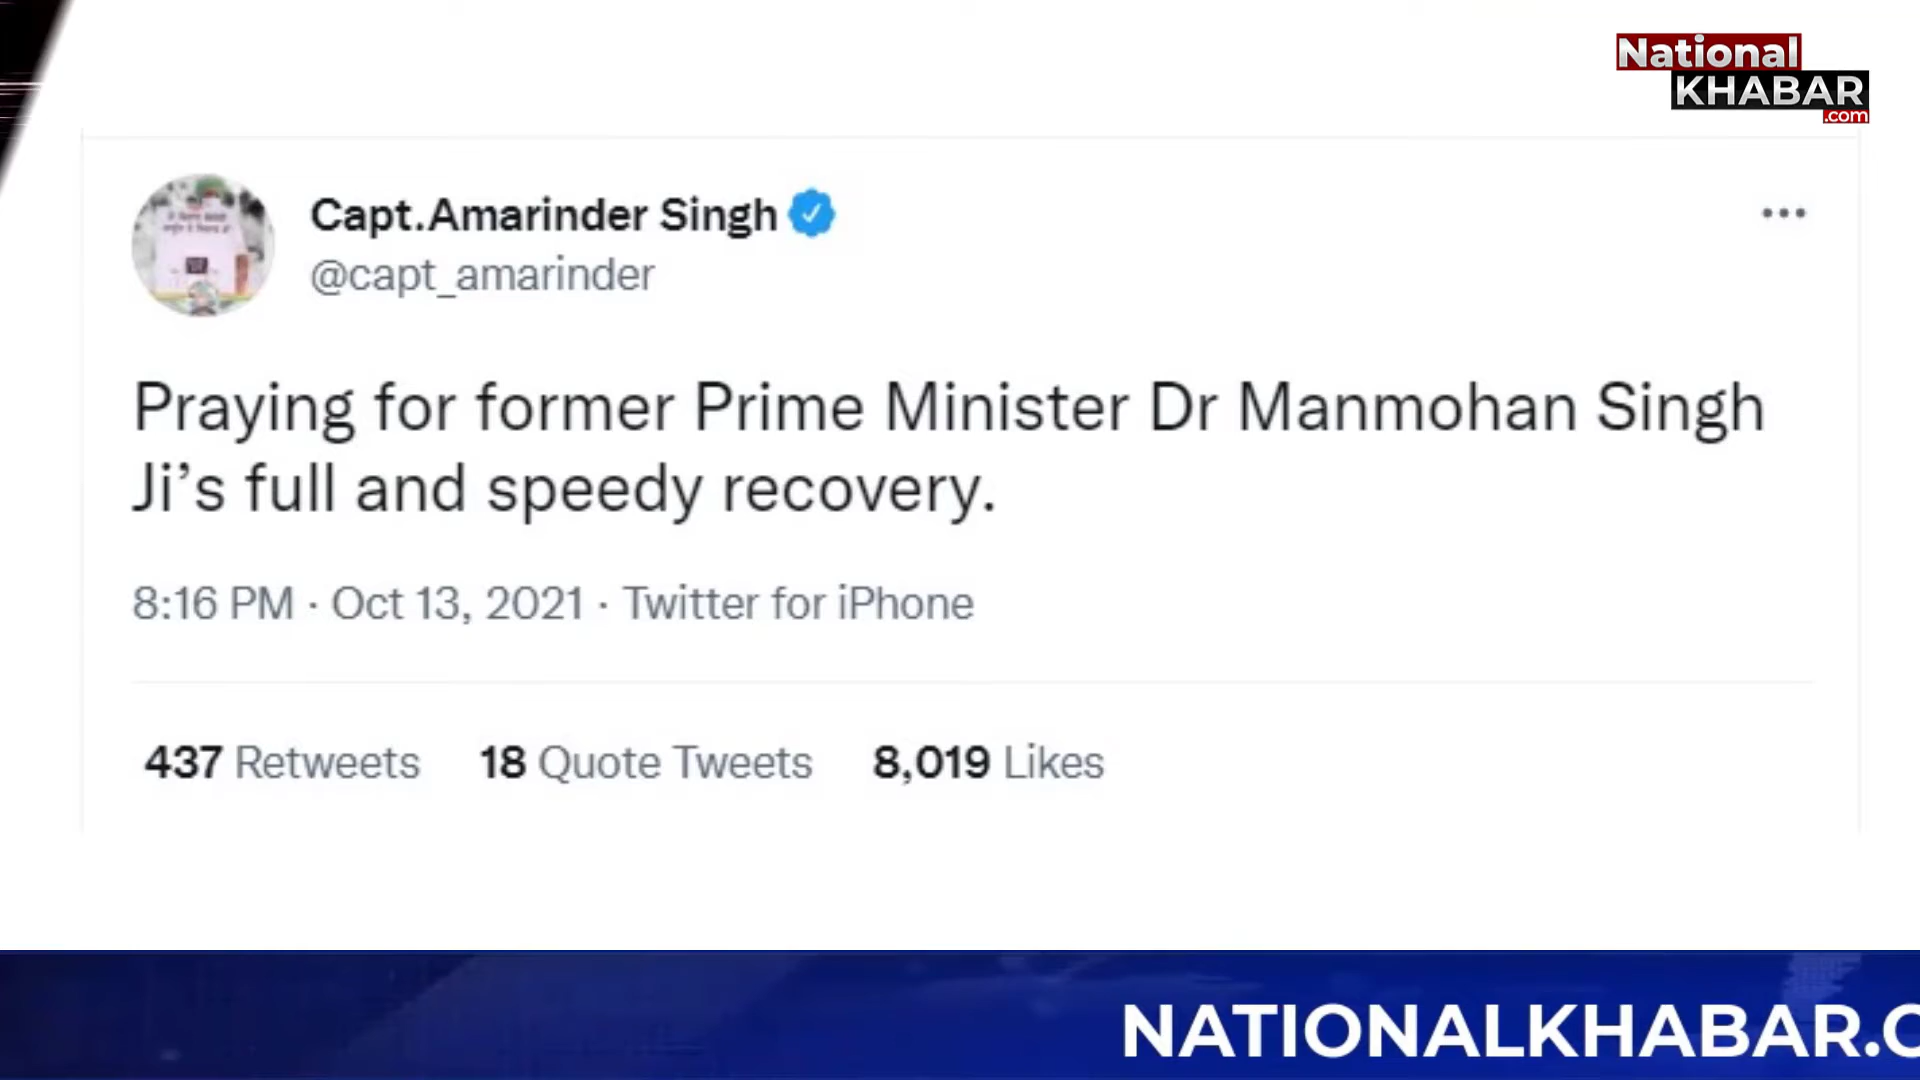 National
KHABAR
.com
Capt.Amarinder Singh
@capt_amarinder
Praying for former Prime Minister Dr Manmohan Singh
Ji’s full and speedy recovery.
8:16 PM · Oct 13, 2021 · Twitter for iPhone
437 Retweets 18 Quote Tweets 8,019 Likes
NATIONALKHABAR.C